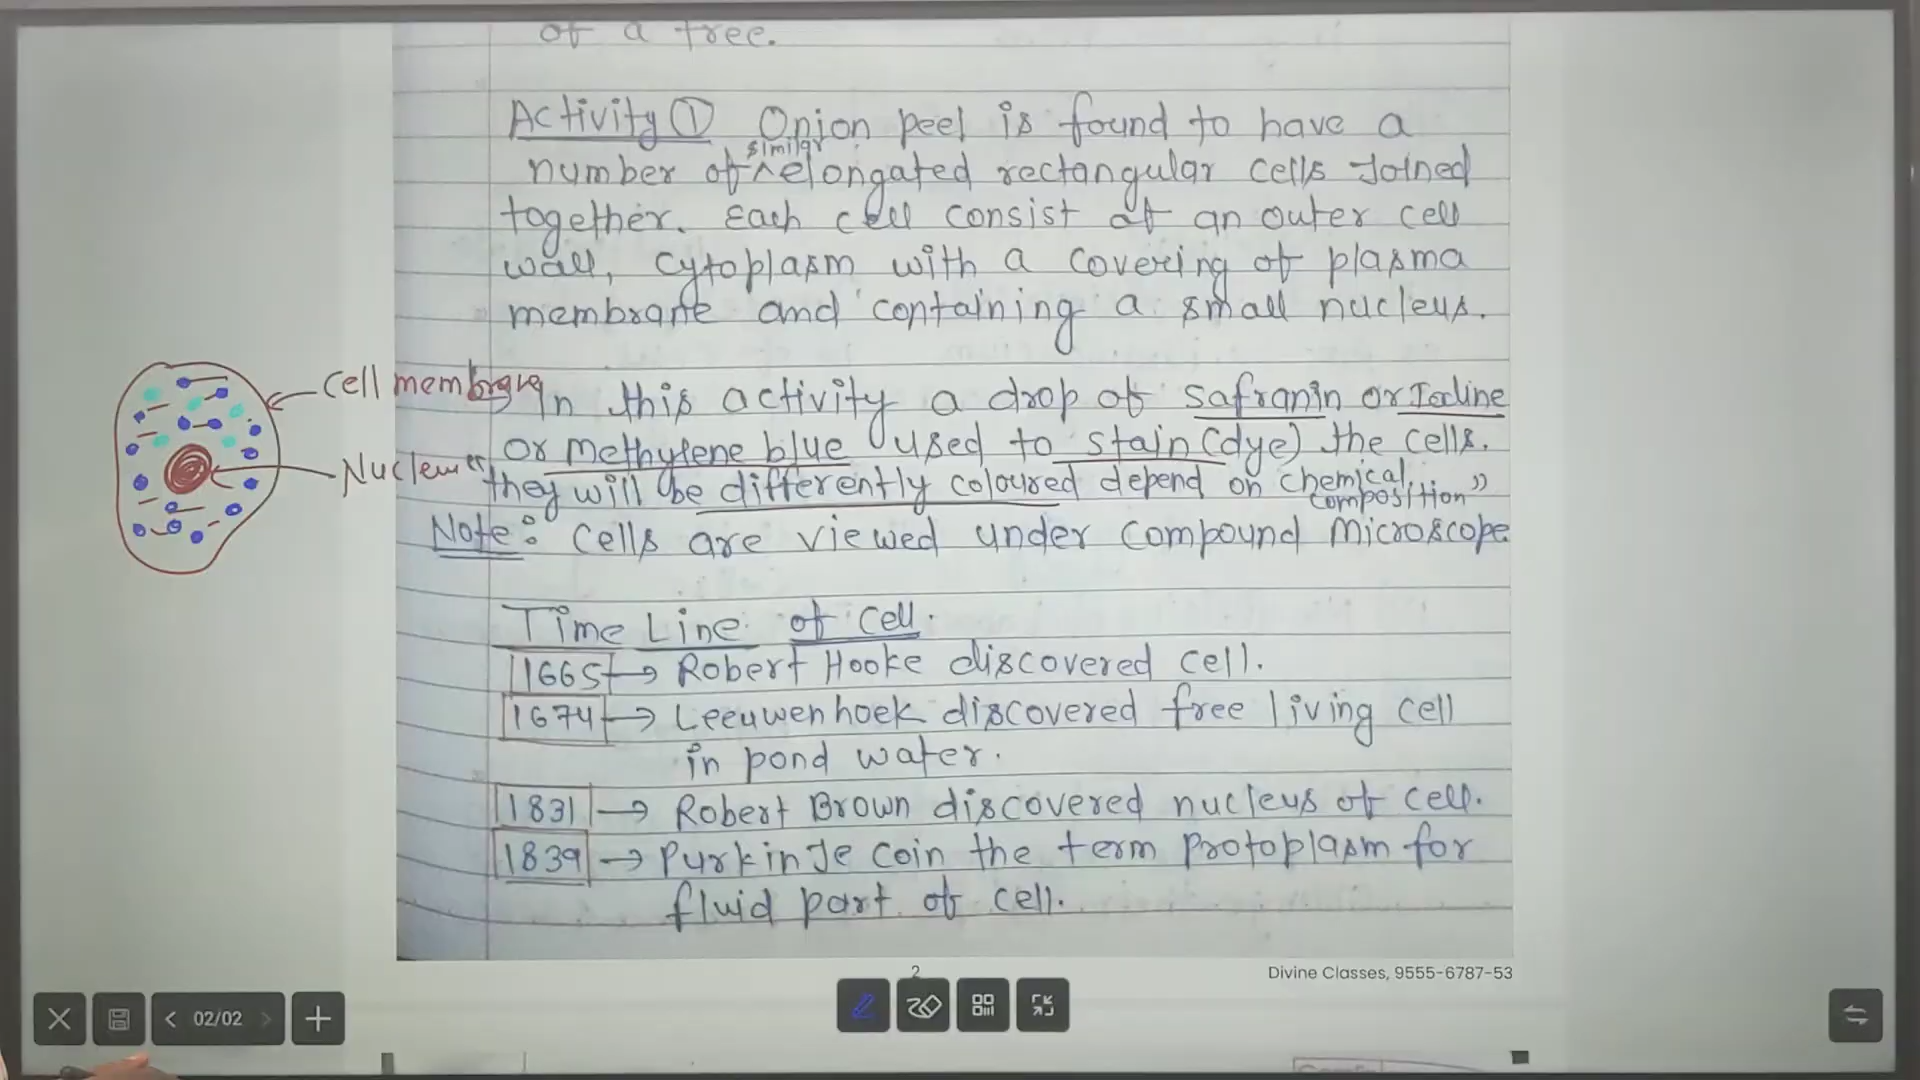 of a tree.
Activity ① Onion peel is found to have a
similar
number of ^ elongated rectangular cells Joined
together. Each cell consist of an outer cell
wall, cytoplasm with a covering of plasma
membrane and containing a small nucleus.
Cell membrane
In this activity a drop of safranin or Iodine
or Methylene blue used to stain (dye) the cells.
Nucleus
they will be differently coloured depend on chemical
composition"
Note: Cells are viewed under compound Microscope
Time Line of Cell.
1665 → Robert Hooke discovered cell.
1674 → Leeuwenhoek discovered free living cell
in pond water.
1831 → Robert Brown discovered nucleus of cell.
1839 → PurkinJe coin the term Protoplasm for
fluid part of cell.
2
Divine Classes, 9555-6787-53
02/02